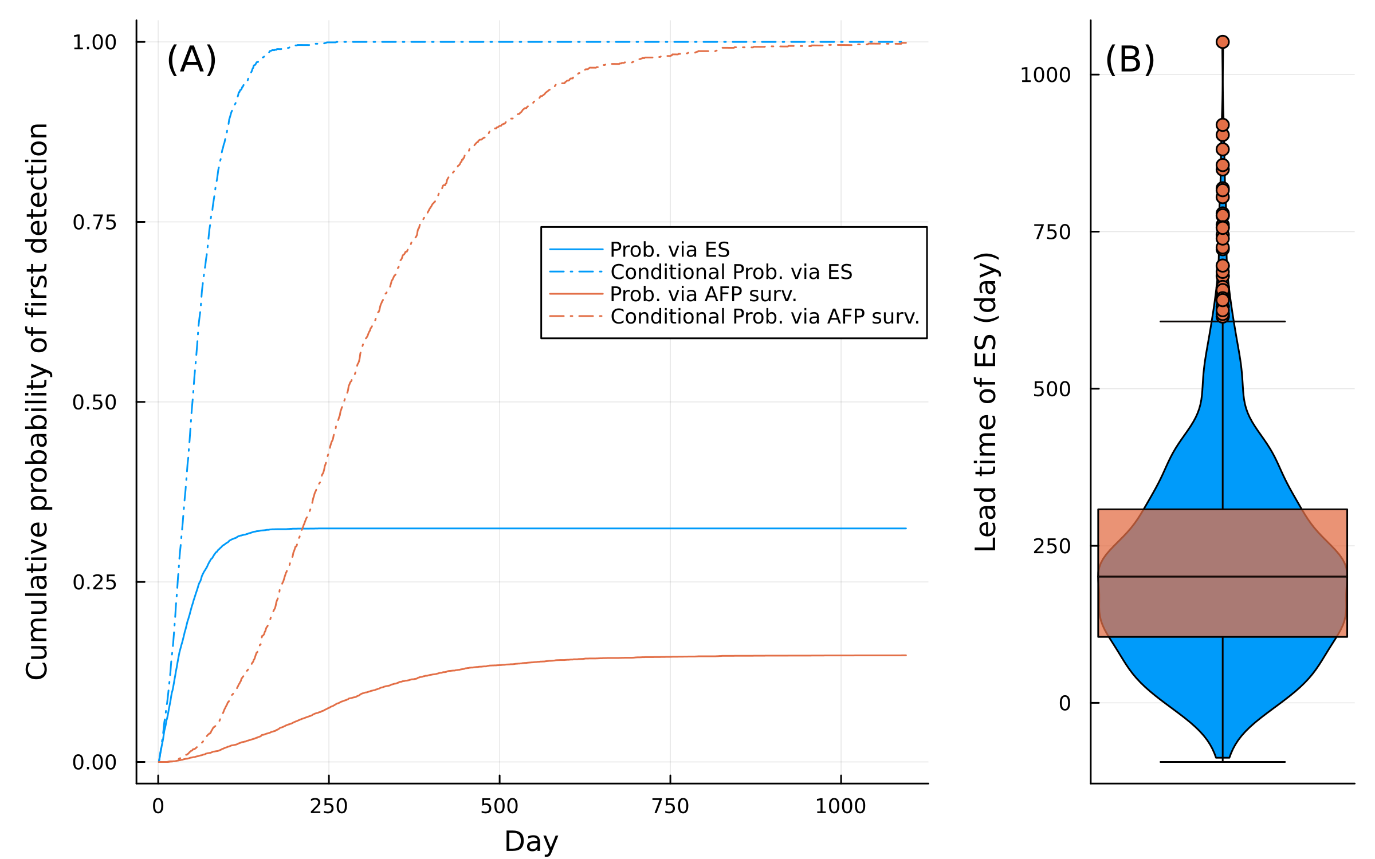 (A)
Cumulative probability of first detection
1.00
0.75
0.50
0.25
0.00
0
250
500
750
1000
Day
Prob. via ES
Conditional Prob. via ES
Prob. via AFP surv.
Conditional Prob. via AFP surv.
(B)
Lead time of ES (day)
1000
750
500
250
0